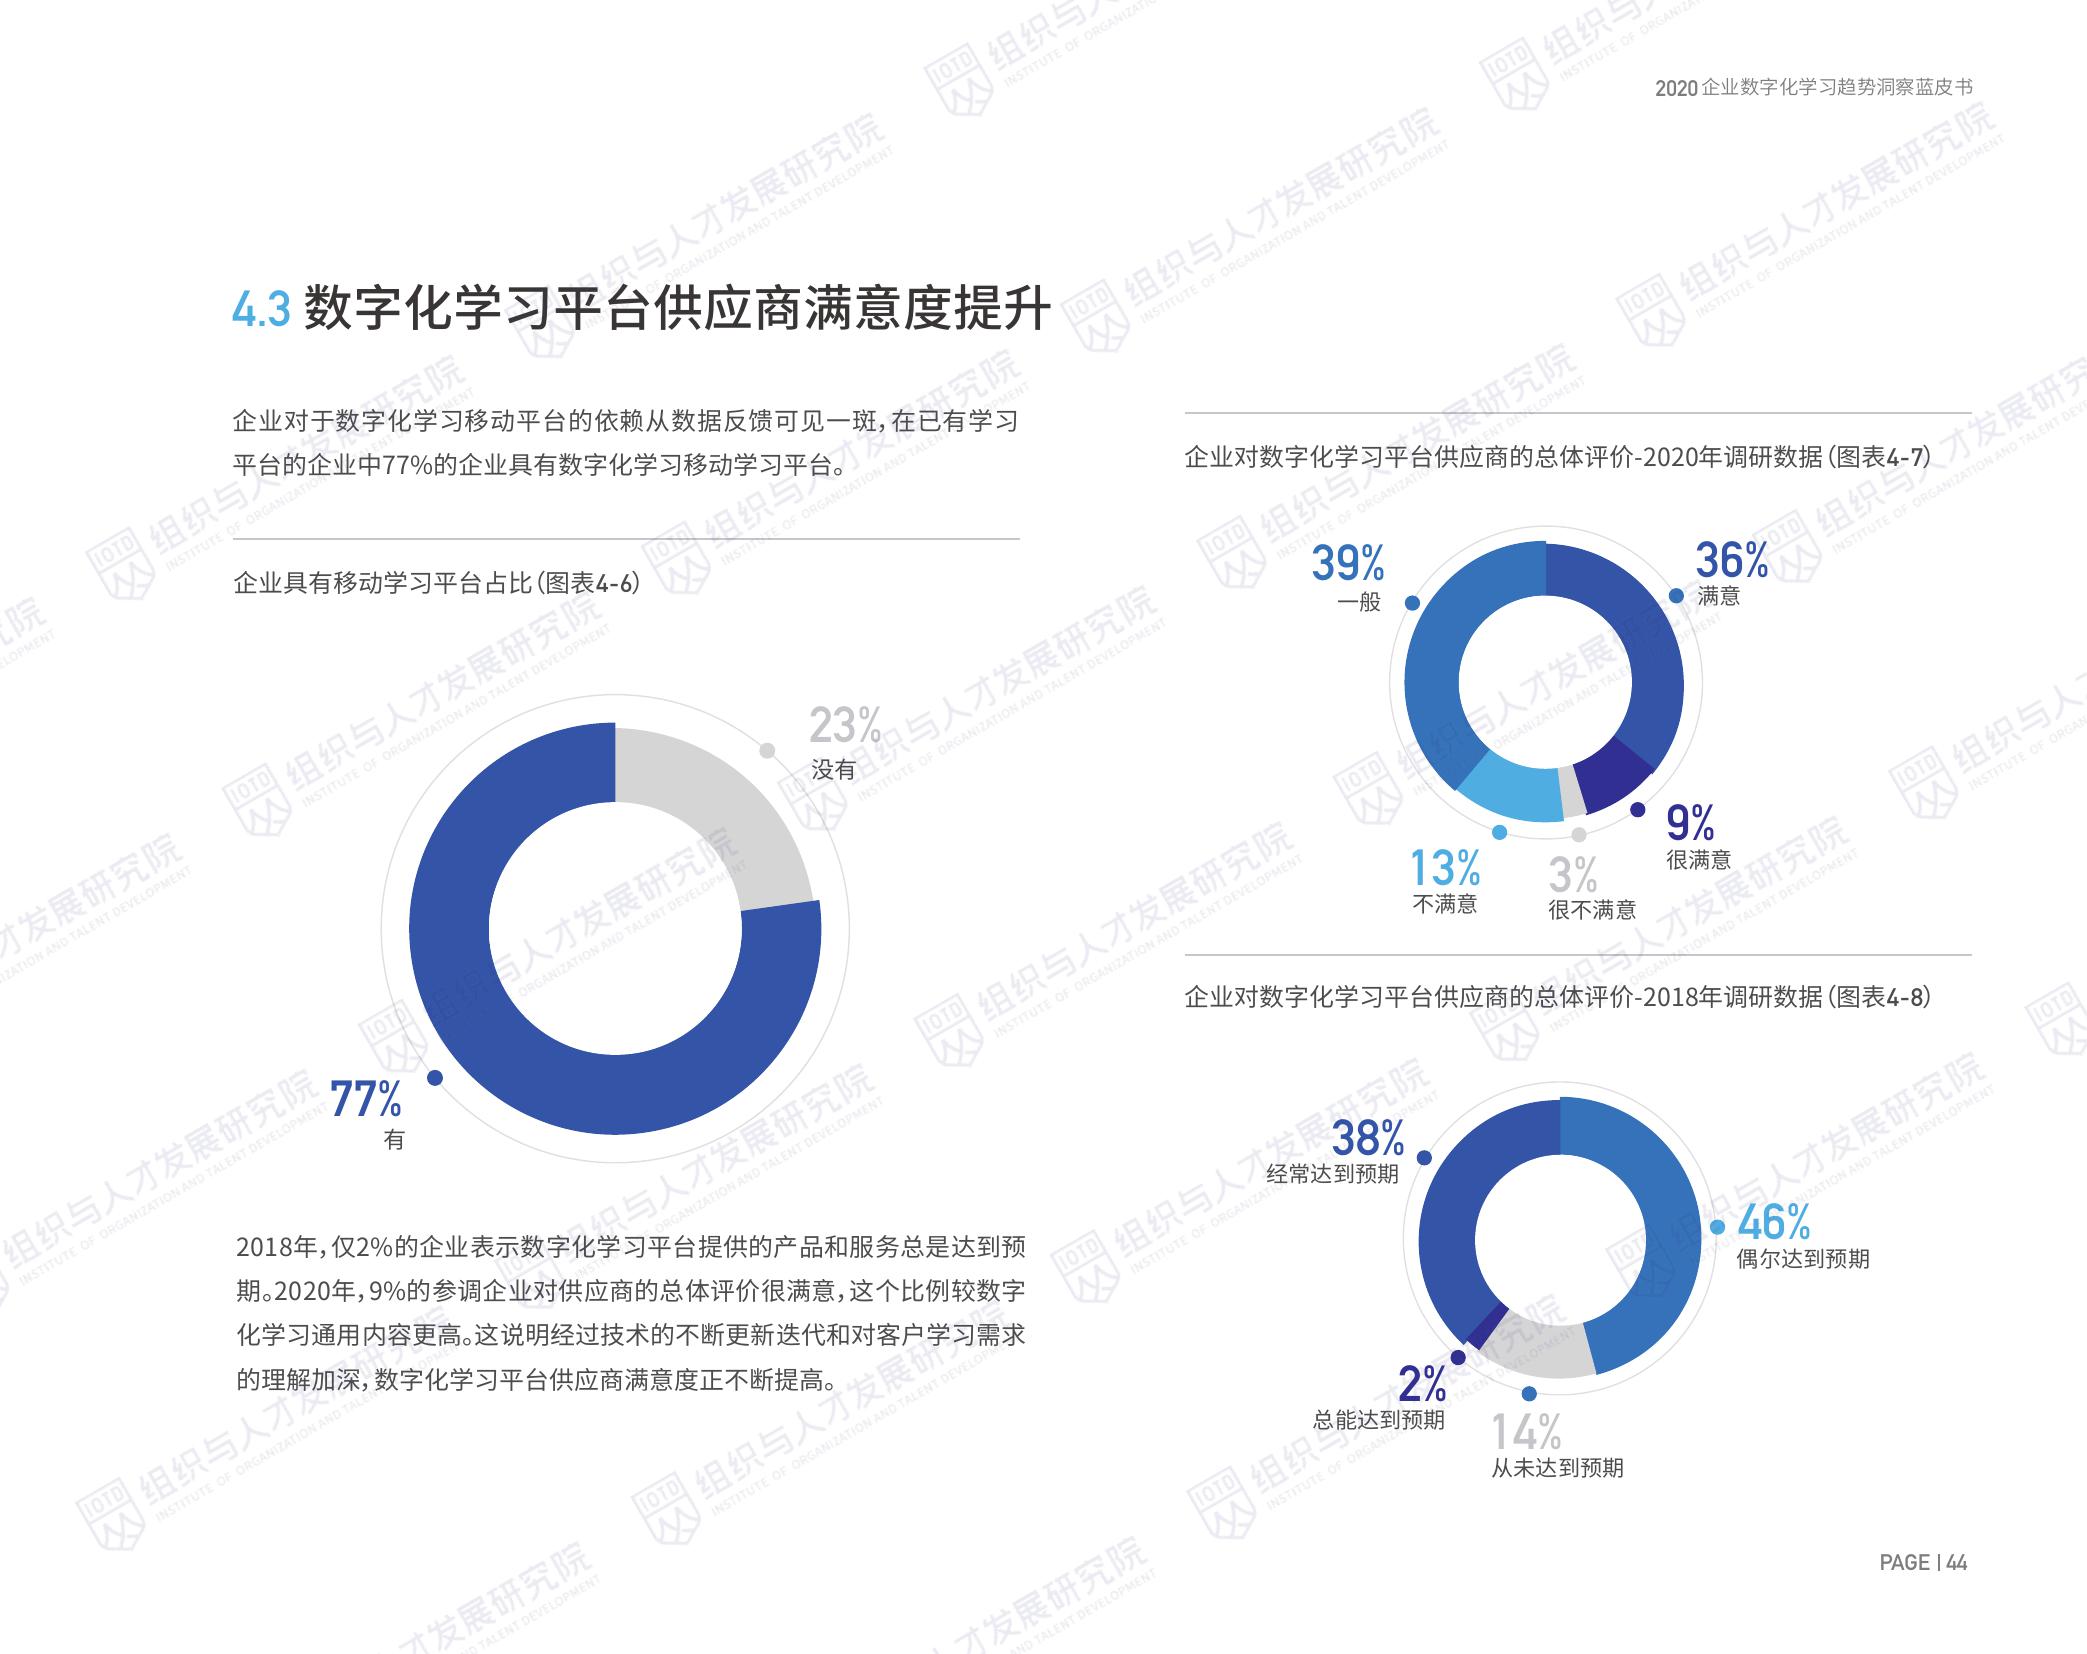 2020企业数字化学习趋势洞察蓝皮书
4.3 数字化学习平台供应商满意度提升
企业对于数字化学习移动平台的依赖从数据反馈可见一斑，在已有学习
平台的企业中77%的企业具有数字化学习移动学习平台。
企业具有移动学习平台占比（图表4-6）
23%
没有
77%
有
2018年，仅2%的企业表示数字化学习平台提供的产品和服务总是达到预
期。2020年，9%的参调企业对供应商的总体评价很满意，这个比例较数字
化学习通用内容更高。这说明经过技术的不断更新迭代和对客户学习需求
的理解加深，数字化学习平台供应商满意度正不断提高。
企业对数字化学习平台供应商的总体评价-2020年调研数据（图表4-7）
39%
一般
36%
满意
9%
很满意
13%
不满意
3%
很不满意
企业对数字化学习平台供应商的总体评价-2018年调研数据（图表4-8）
38%
经常达到预期
46%
偶尔达到预期
2%
总能达到预期
14%
从未达到预期
PAGE | 44
IOTD 组织与人才发展研究院
INSTITUTE OF ORGANIZATION AND TALENT DEVELOPMENT